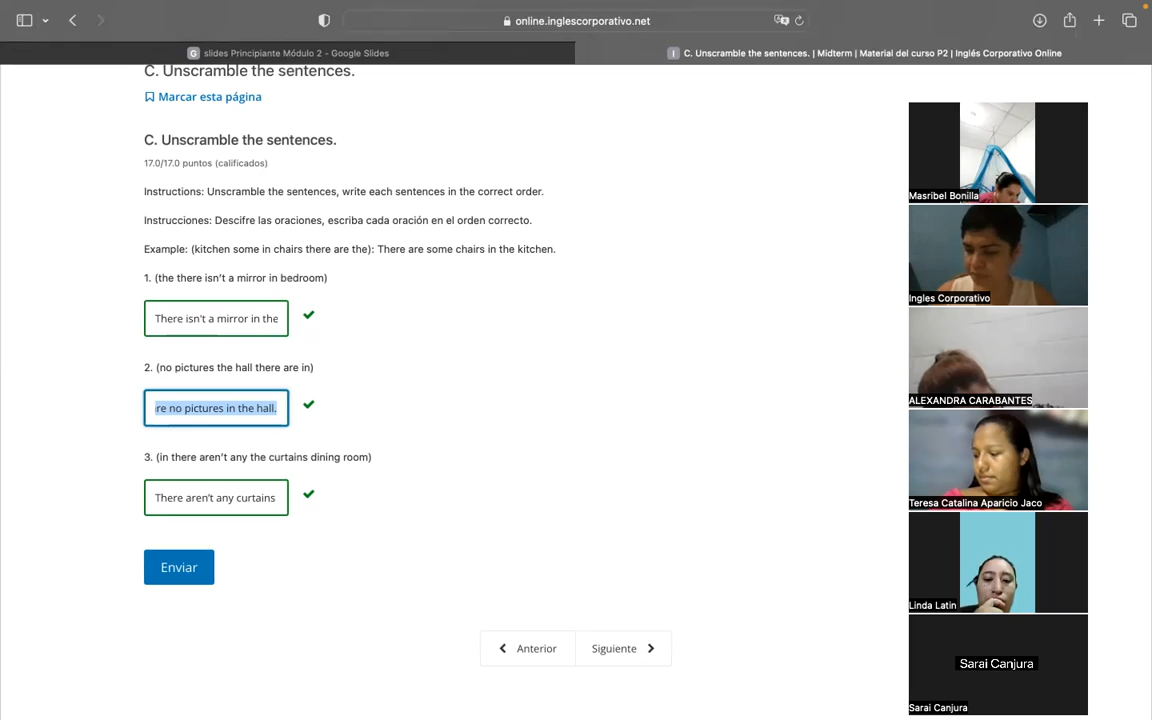 online.inglescorporativo.net
G slides Principiante Módulo 2 - Google Slides
I C. Unscramble the sentences. | Midterm | Material del curso P2 | Inglés Corporativo Online
C. Unscramble the sentences.
Marcar esta página
C. Unscramble the sentences.
17.0/17.0 puntos (calificados)
Instructions: Unscramble the sentences, write each sentences in the correct order.
Instrucciones: Descifre las oraciones, escriba cada oración en el orden correcto.
Example: (kitchen some in chairs there are the): There are some chairs in the kitchen.
1. (the there isn't a mirror in bedroom)
There isn't a mirror in the
2. (no pictures the hall there are in)
re no pictures in the hall.
3. (in there aren't any the curtains dining room)
There aren't any curtains
Enviar
Anterior
Siguiente
Masribel Bonilla
Ingles Corporativo
ALEXANDRA CARABANTES
Teresa Catalina Aparicio Jaco
Linda Latin
Sarai Canjura
Sarai Canjura